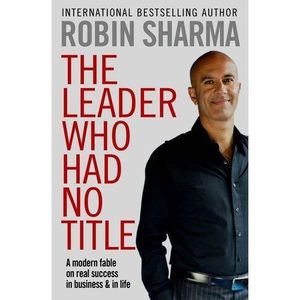 INTERNATIONAL BESTSELLING AUTHOR
ROBIN SHARMA
THE
LEADER
WHO
HAD
NO
TITLE
A modern fable
on real success
in business & in life